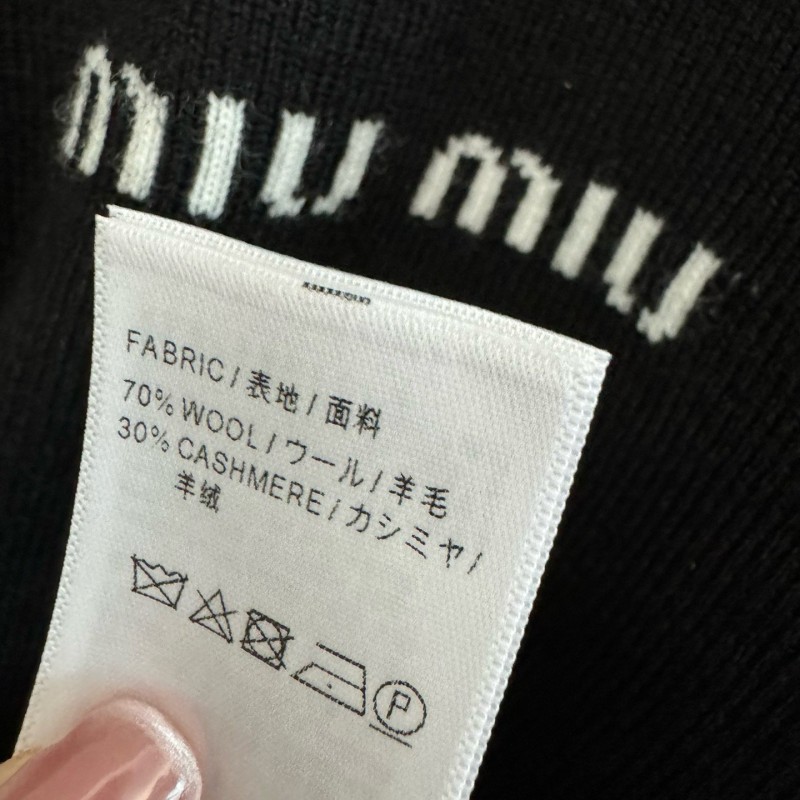 miu miu
FABRIC / 表地 / 面料
70% WOOL / ウール / 羊毛
30% CASHMERE / カシミヤ /
羊绒
P